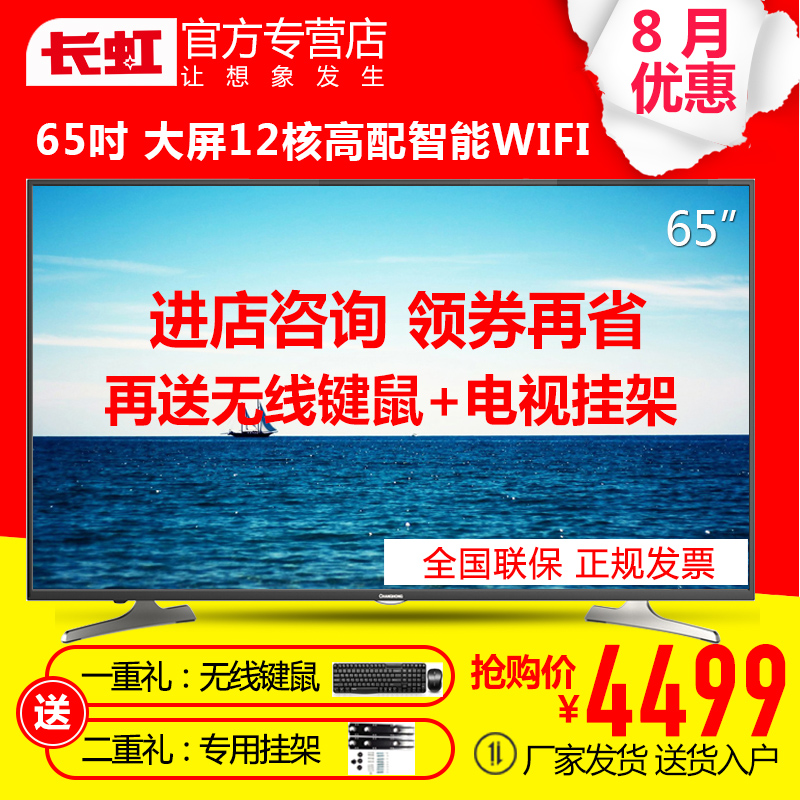 长虹 官方专营店
让想象发生
8月
优惠
65吋 大屏12核高配智能WIFI
65"
进店咨询 领券再省
再送无线键鼠+电视挂架
全国联保 正规发票
CHANGHONG
送
一重礼：无线键鼠
二重礼：专用挂架
抢购价
¥4499
厂家发货 送货入户